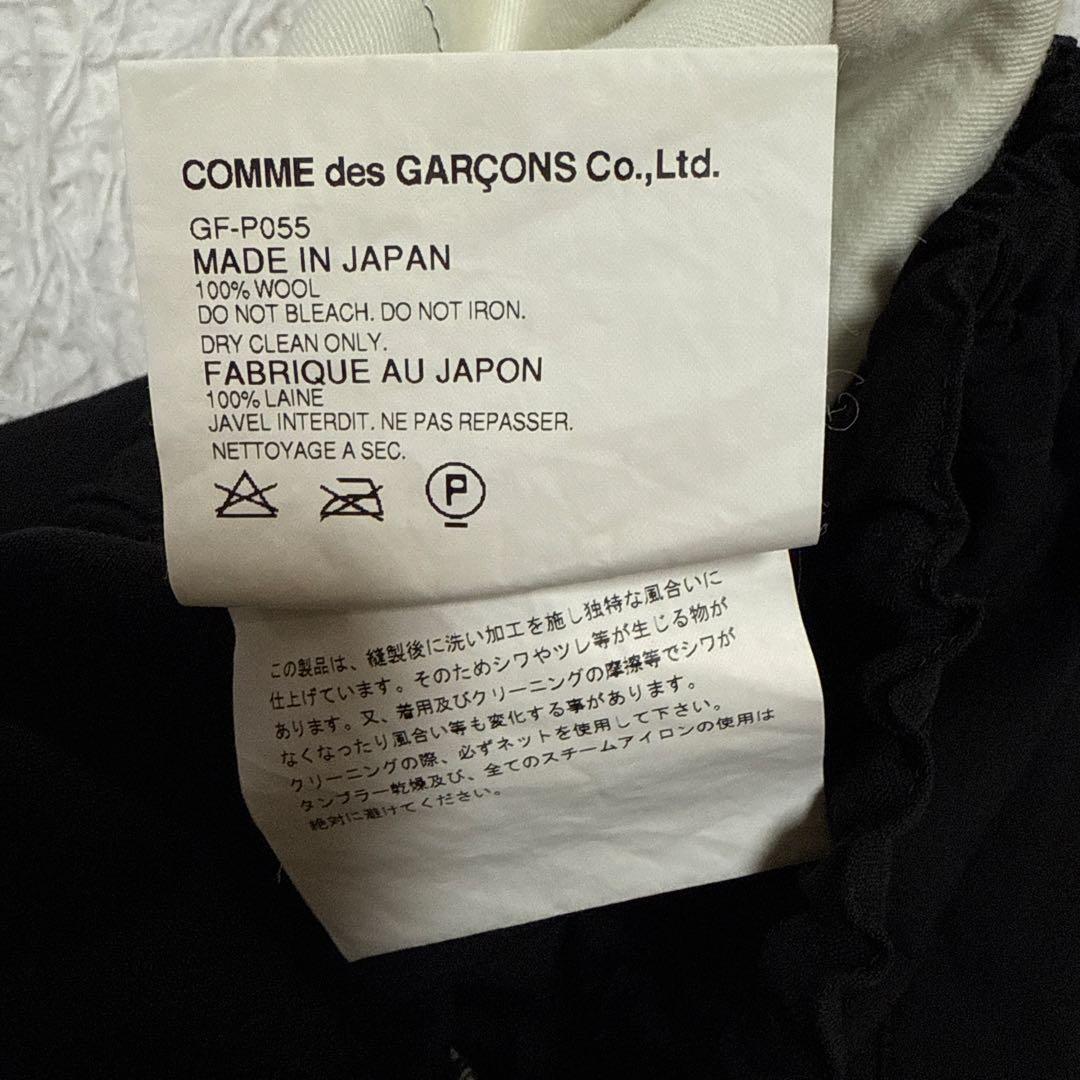 COMME des GARÇONS Co.,Ltd.
GF-P055
MADE IN JAPAN
100% WOOL
DO NOT BLEACH. DO NOT IRON.
DRY CLEAN ONLY.
FABRIQUE AU JAPON
100% LAINE
JAVEL INTERDIT. NE PAS REPASSER.
NETTOYAGE A SEC.
P
この製品は、縫製後に洗い加工を施し独特な風合いに
仕上げています。そのためシワやツレ等が生じる物が
あります。又、着用及びクリーニングの摩擦等でシワが
なくなったり風合い等も変化する事があります。
クリーニングの際、必ずネットを使用して下さい。
タンブラー乾燥及び、全てのスチームアイロンの使用は
絶対に避けてください。